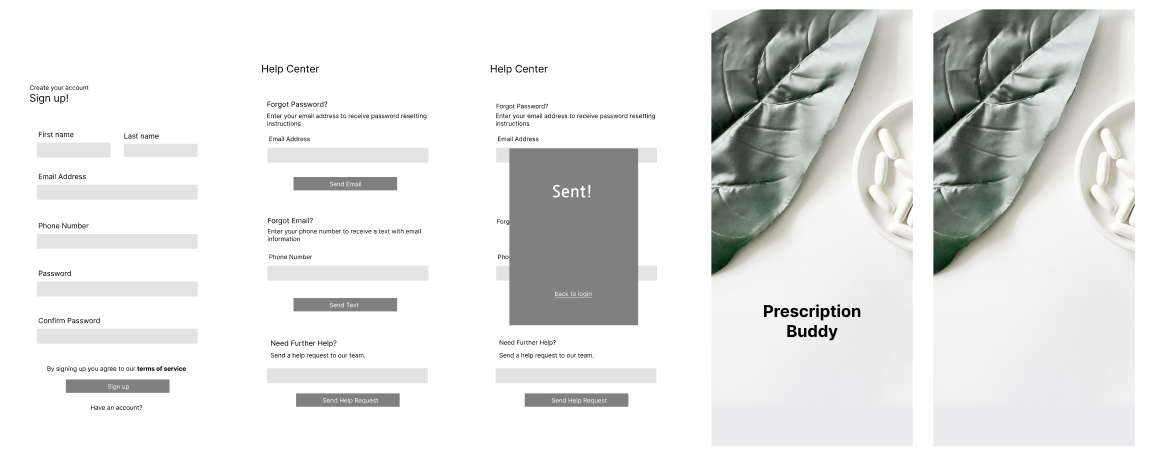 Create your account
Sign up!
First name
Last name
Email Address
Phone Number
Password
Confirm Password
By signing up you agree to our terms of service
Sign up
Have an account?
Help Center
Forgot Password?
Enter your email address to receive password resetting
instructions
Email Address
Send Email
Forgot Email?
Enter your phone number to receive a text with email
information
Phone Number
Send Text
Need Further Help?
Send a help request to our team.
Send Help Request
Help Center
Forgot Password?
Enter your email address to receive password resetting
instructions
Email Address
Sent!
Forg
Pho
back to login
Need Further Help?
Send a help request to our team.
Send Help Request
Prescription
Buddy